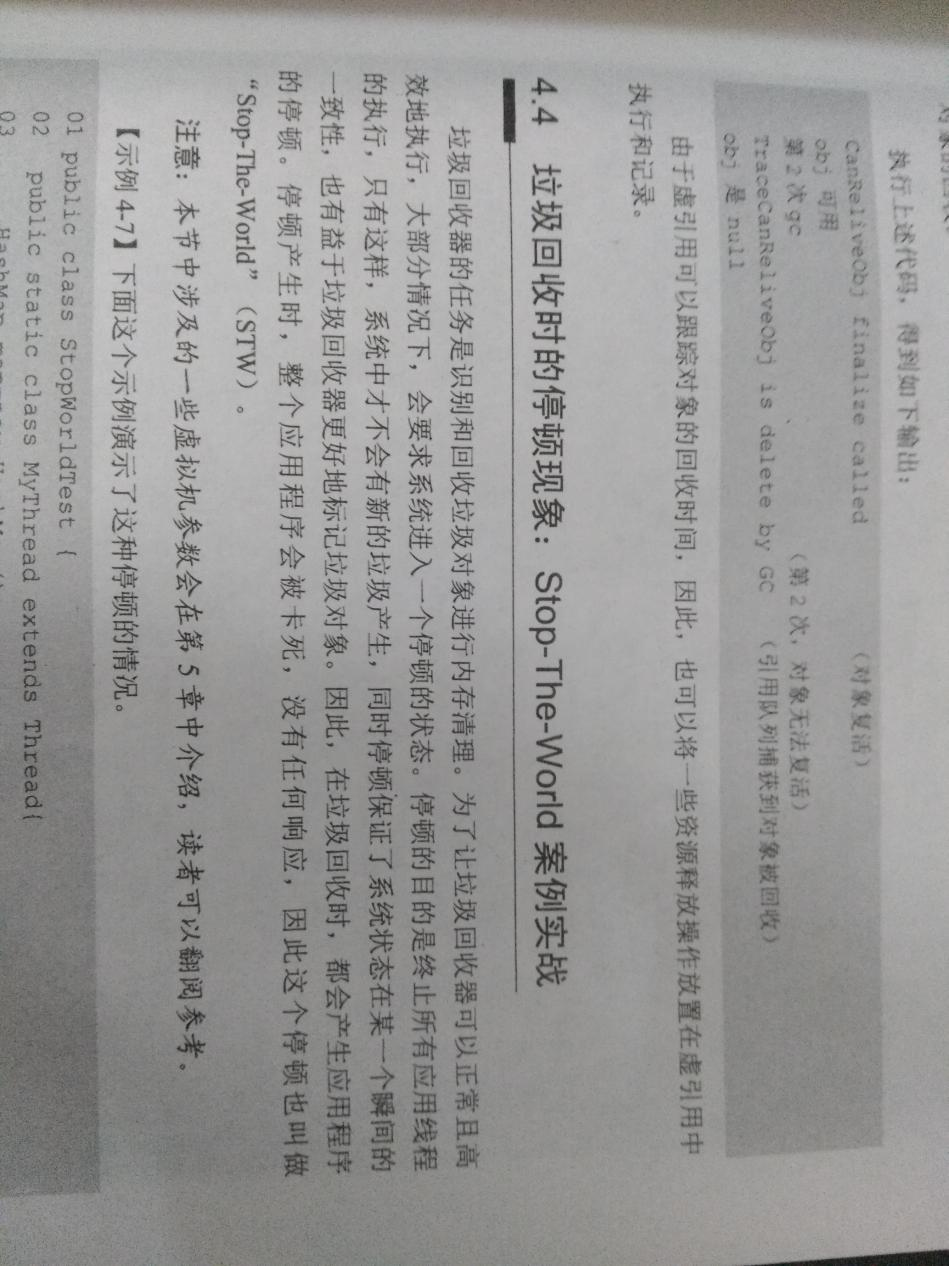 执行上述代码，得到如下输出：
CanReliveObj finalize called （对象复活）
obj 可用
第 2 次 gc （第 2 次，对象无法复活）
TraceCanReliveObj is delete by GC （引用队列捕获到对象被回收）
obj 是 null
由于虚引用可以跟踪对象的回收时间，因此，也可以将一些资源释放操作放置在虚引用中
执行和记录。
4.4 垃圾回收时的停顿现象：Stop-The-World 案例实战
垃圾回收器的任务是识别和回收垃圾对象进行内存清理。为了让垃圾回收器可以正常且高
效地执行，大部分情况下，会要求系统进入一个停顿的状态。停顿的目的是终止所有应用线程
的执行，只有这样，系统中才不会有新的垃圾产生，同时停顿保证了系统状态在某一个瞬间的
一致性，也有益于垃圾回收器更好地标记垃圾对象。因此，在垃圾回收时，都会产生应用程序
的停顿。停顿产生时，整个应用程序会被卡死，没有任何响应，因此这个停顿也叫做
“Stop-The-World”（STW）。
注意：本节中涉及的一些虚拟机参数会在第 5 章中介绍，读者可以翻阅参考。
【示例 4-7】下面这个示例演示了这种停顿的情况。
01 public class StopWorldTest {
02 public static class MyThread extends Thread{
03